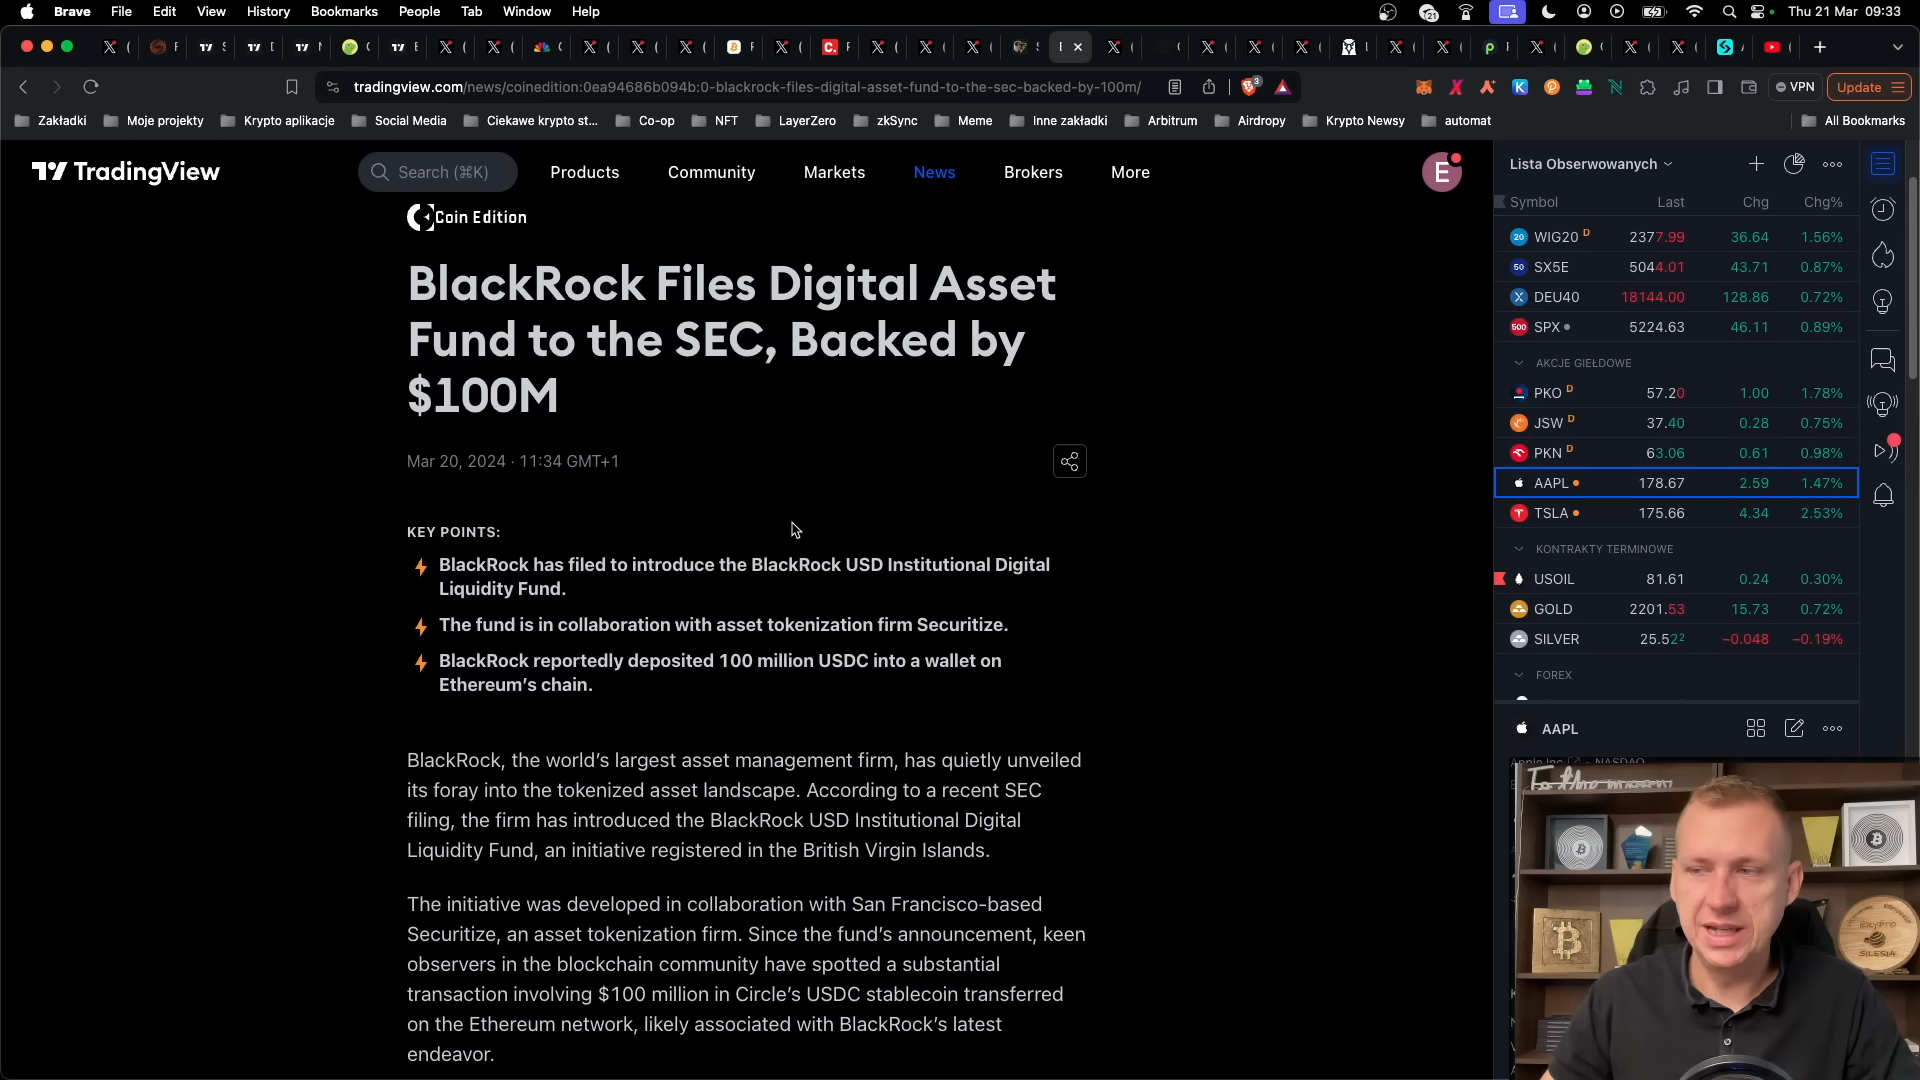 Brave File Edit View History Bookmarks People Tab Window Help 21 Thu 21 Mar 09:33
tradingview.com/news/coinedition:0ea94686b094b:0-blackrock-files-digital-asset-fund-to-the-sec-backed-by-100m/ 3 VPN Update
Zakładki Moje projekty Krypto aplikacje Social Media Ciekawe krypto st... Co-op NFT LayerZero zkSync Meme Inne zakładki Arbitrum Airdropy Krypto Newsy automat All Bookmarks
TradingView Search (⌘K) Products Community Markets News Brokers More E
Coin Edition
BlackRock Files Digital Asset
Fund to the SEC, Backed by
$100M
Mar 20, 2024 · 11:34 GMT+1
KEY POINTS:
BlackRock has filed to introduce the BlackRock USD Institutional Digital
Liquidity Fund.
The fund is in collaboration with asset tokenization firm Securitize.
BlackRock reportedly deposited 100 million USDC into a wallet on
Ethereum’s chain.
BlackRock, the world’s largest asset management firm, has quietly unveiled
its foray into the tokenized asset landscape. According to a recent SEC
filing, the firm has introduced the BlackRock USD Institutional Digital
Liquidity Fund, an initiative registered in the British Virgin Islands.
The initiative was developed in collaboration with San Francisco-based
Securitize, an asset tokenization firm. Since the fund’s announcement, keen
observers in the blockchain community have spotted a substantial
transaction involving $100 million in Circle’s USDC stablecoin transferred
on the Ethereum network, likely associated with BlackRock’s latest
endeavor.
Lista Obserwowanych
Symbol Last Chg Chg%
20 WIG20 D 2377.99 36.64 1.56%
50 SX5E 5044.01 43.71 0.87%
DEU40 18144.00 128.86 0.72%
500 SPX 5224.63 46.11 0.89%
AKCJE GIEŁDOWE
PKO D 57.20 1.00 1.78%
JSW D 37.40 0.28 0.75%
PKN D 63.06 0.61 0.98%
AAPL 178.67 2.59 1.47%
TSLA 175.66 4.34 2.53%
KONTRAKTY TERMINOWE
USOIL 81.61 0.24 0.30%
GOLD 2201.53 15.73 0.72%
SILVER 25.522 −0.048 −0.19%
FOREX
AAPL
Apple Inc NASDAQ
To the moon
SILESIA